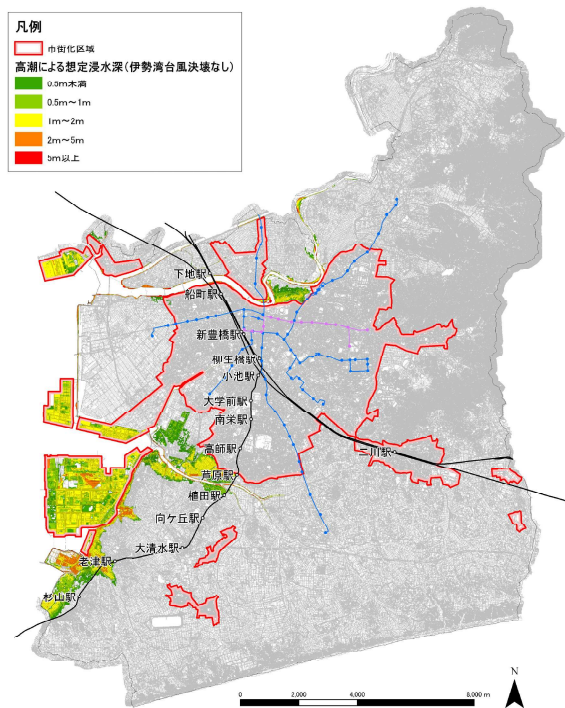 凡例
市街化区域
高潮による想定浸水深（伊勢湾台風決壊なし）
0.5m未満
0.5m～1m
1m～2m
2m～5m
5m以上
下地駅
船町駅
新豊橋駅
柳生橋駅
小池駅
大学前駅
南栄駅
高師駅
芦原駅
植田駅
向ケ丘駅
大清水駅
老津駅
杉山駅
二川駅
N
0 2,000 4,000 8,000 m